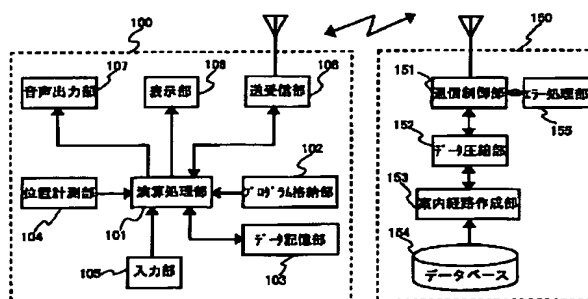 100
107
音声出力部
108
表示部
106
送受信部
102
プログラム格納部
位置計測部
104
演算処理部
101
データ記憶部
103
105
入力部
150
151
通信制御部
エラー処理部
155
152
データ圧縮部
153
案内経路作成部
154
データベース